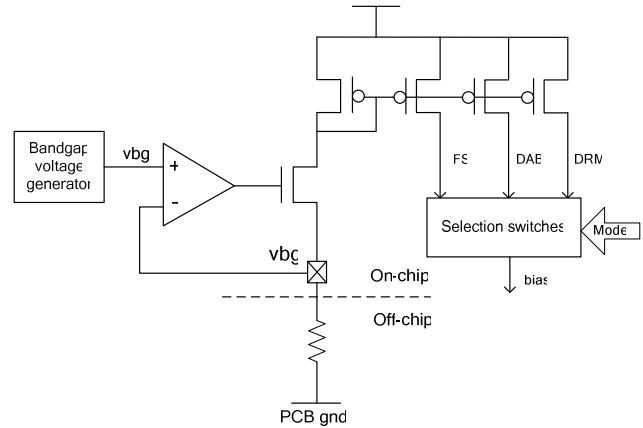 Bandgap
voltage
generator
vbg
+
-
FS
DAB
DRM
Selection switches
Mode
vbg
On-chip
bias
Off-chip
PCB gnd